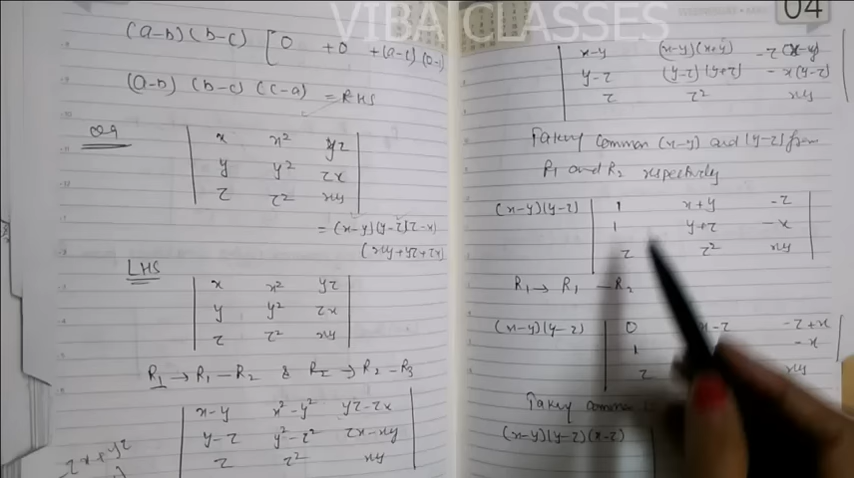 VIBA CLASSES
04
(a-b)(b-c) [0 +0 +(a-c)
(a-b) (b-c) (c-a) = RHS
x x² yz
y y² zx
z z² xy
= (x-y)(y-z)(z-x)
(xy+yz+zx)
LHS
x x² yz
y y² zx
z z² xy
R1 → R1-R2 & R2 → R2-R3
x-y x²-y² yz-zx
y-z y²-z² zx-xy
z z² xy
x-y (x-y)(x+y) -z(x-y)
y-z (y-z)(y+z) -x(y-z)
z z² xy
Takey common (x-y) and (y-z) from
R1 and R2 respectively
(x-y)(y-z) 1 x+y -z
1 y+z -x
z z² xy
R1 → R1 - R2
(x-y)(y-z) 0 x-z -z+x
1 -x
z xy
Takey common
(x-y)(y-z)(x-z)